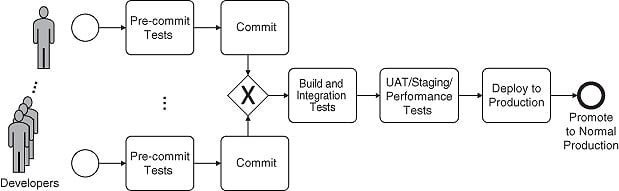 Pre-commit
Tests
Commit
X
Build and
Integration
Tests
UAT/Staging/
Performance
Tests
Deploy to
Production
Promote
to Normal
Production
Pre-commit
Tests
Commit
Developers